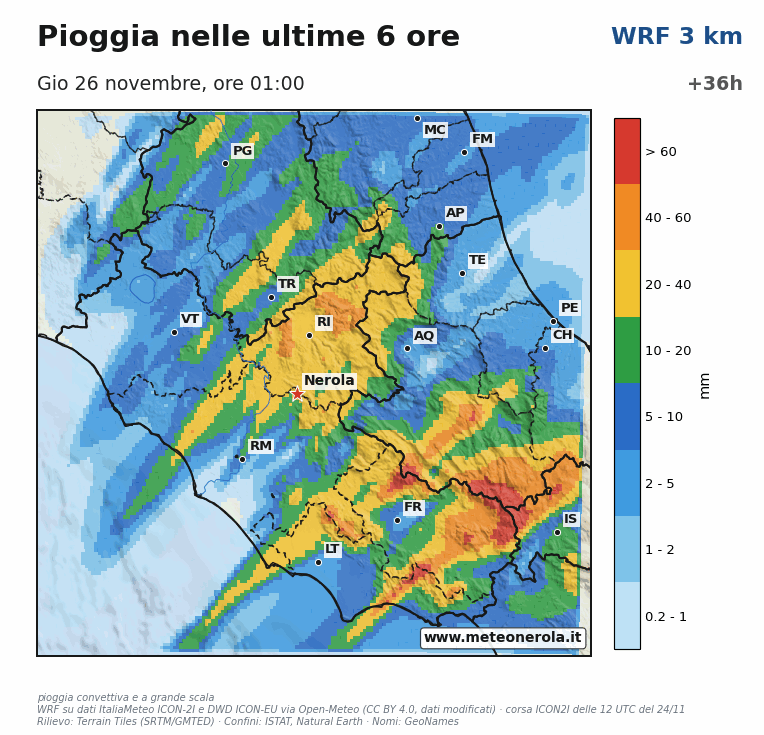 Pioggia nelle ultime 6 ore
WRF 3 km
Gio 26 novembre, ore 01:00
+36h
MC
FM
PG
AP
TE
TR
PE
VT
RI
AQ
CH
Nerola
RM
FR
IS
LT
www.meteonerola.it
> 60
40 - 60
20 - 40
10 - 20
5 - 10
2 - 5
1 - 2
0.2 - 1
mm
pioggia convettiva e a grande scala
WRF su dati ItaliaMeteo ICON-2I e DWD ICON-EU via Open-Meteo (CC BY 4.0, dati modificati) · corsa ICON2I delle 12 UTC del 24/11
Rilievo: Terrain Tiles (SRTM/GMTED) · Confini: ISTAT, Natural Earth · Nomi: GeoNames